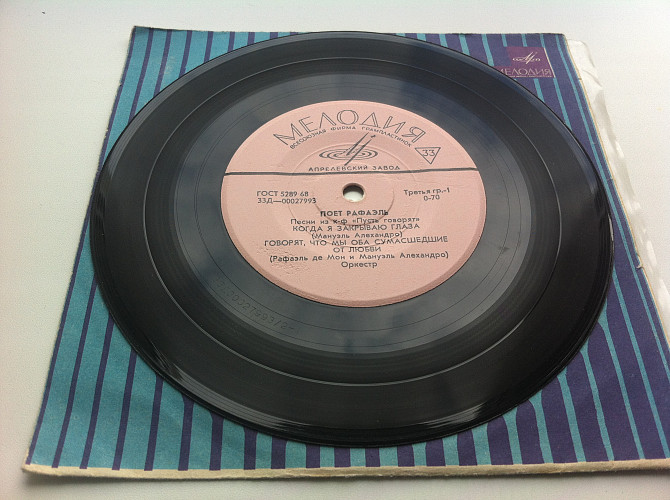 МЕЛОДИЯ
МЕЛОДИЯ
ВСЕСОЮЗНАЯ ФИРМА ГРАМПЛАСТИНОК
33
АПРЕЛЕВСКИЙ ЗАВОД
ГОСТ 5289-68
33Д—00027993
Третья гр.-1
0-70
ПОЕТ РАФАЭЛЬ
Песни из к-ф «Пусть говорят»
КОГДА Я ЗАКРЫВАЮ ГЛАЗА
(Мануэль Алехандро)
ГОВОРЯТ, ЧТО МЫ ОБА СУМАСШЕДШИЕ
ОТ ЛЮБВИ
(Рафаэль де Мон и Мануэль Алехандро)
Оркестр